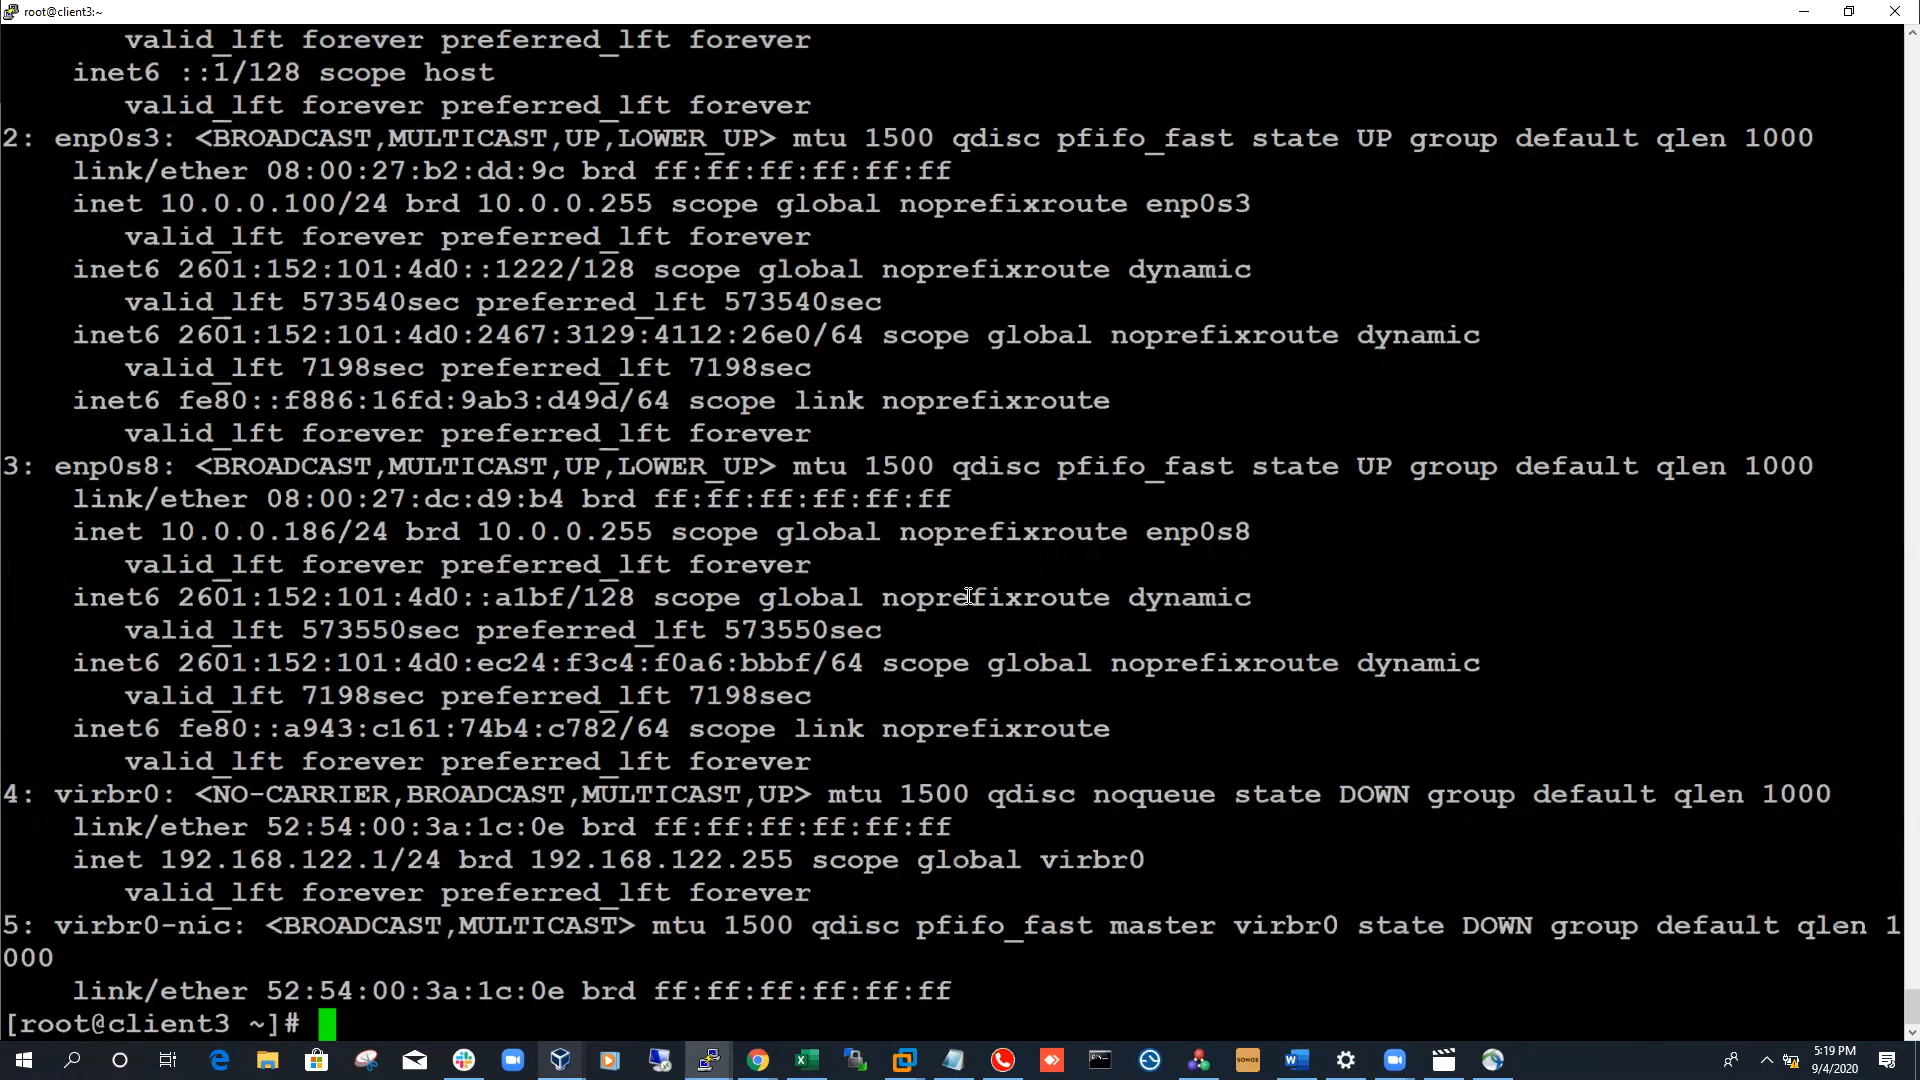 root@client3:~
valid_lft forever preferred_lft forever
inet6 ::1/128 scope host
valid_lft forever preferred_lft forever
2: enp0s3: <BROADCAST,MULTICAST,UP,LOWER_UP> mtu 1500 qdisc pfifo_fast state UP group default qlen 1000
link/ether 08:00:27:b2:dd:9c brd ff:ff:ff:ff:ff:ff
inet 10.0.0.100/24 brd 10.0.0.255 scope global noprefixroute enp0s3
valid_lft forever preferred_lft forever
inet6 2601:152:101:4d0::1222/128 scope global noprefixroute dynamic
valid_lft 573540sec preferred_lft 573540sec
inet6 2601:152:101:4d0:2467:3129:4112:26e0/64 scope global noprefixroute dynamic
valid_lft 7198sec preferred_lft 7198sec
inet6 fe80::f886:16fd:9ab3:d49d/64 scope link noprefixroute
valid_lft forever preferred_lft forever
3: enp0s8: <BROADCAST,MULTICAST,UP,LOWER_UP> mtu 1500 qdisc pfifo_fast state UP group default qlen 1000
link/ether 08:00:27:dc:d9:b4 brd ff:ff:ff:ff:ff:ff
inet 10.0.0.186/24 brd 10.0.0.255 scope global noprefixroute enp0s8
valid_lft forever preferred_lft forever
inet6 2601:152:101:4d0::a1bf/128 scope global noprefixroute dynamic
valid_lft 573550sec preferred_lft 573550sec
inet6 2601:152:101:4d0:ec24:f3c4:f0a6:bbbf/64 scope global noprefixroute dynamic
valid_lft 7198sec preferred_lft 7198sec
inet6 fe80::a943:c161:74b4:c782/64 scope link noprefixroute
valid_lft forever preferred_lft forever
4: virbr0: <NO-CARRIER,BROADCAST,MULTICAST,UP> mtu 1500 qdisc noqueue state DOWN group default qlen 1000
link/ether 52:54:00:3a:1c:0e brd ff:ff:ff:ff:ff:ff
inet 192.168.122.1/24 brd 192.168.122.255 scope global virbr0
valid_lft forever preferred_lft forever
5: virbr0-nic: <BROADCAST,MULTICAST> mtu 1500 qdisc pfifo_fast master virbr0 state DOWN group default qlen 1
000
link/ether 52:54:00:3a:1c:0e brd ff:ff:ff:ff:ff:ff
[root@client3 ~]#
SONOS
5:19 PM
9/4/2020